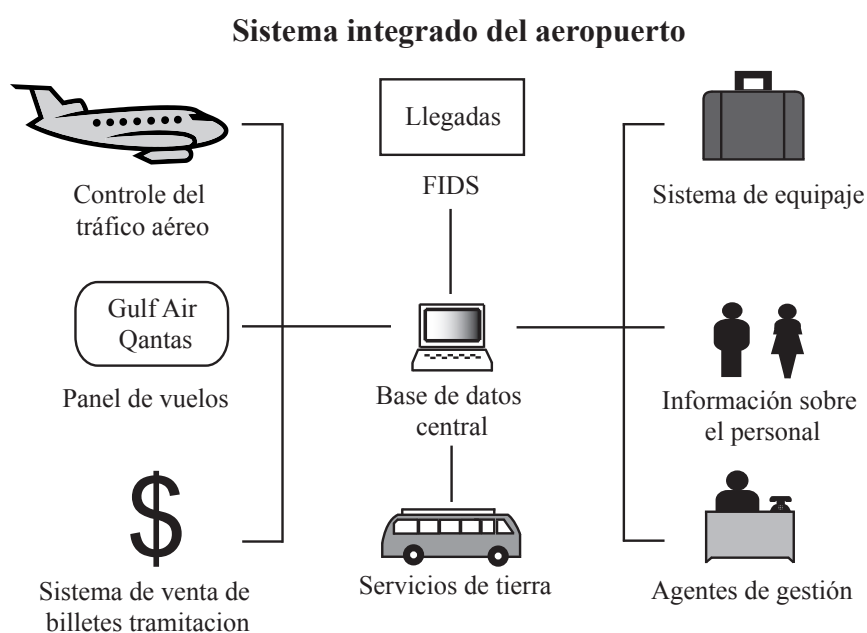 Sistema integrado del aeropuerto
Llegadas
FIDS
Controle del
tráfico aéreo
Sistema de equipaje
Gulf Air
Qantas
Panel de vuelos
Base de datos
central
Información sobre
el personal
Sistema de venta de
billetes tramitacion
Servicios de tierra
Agentes de gestión